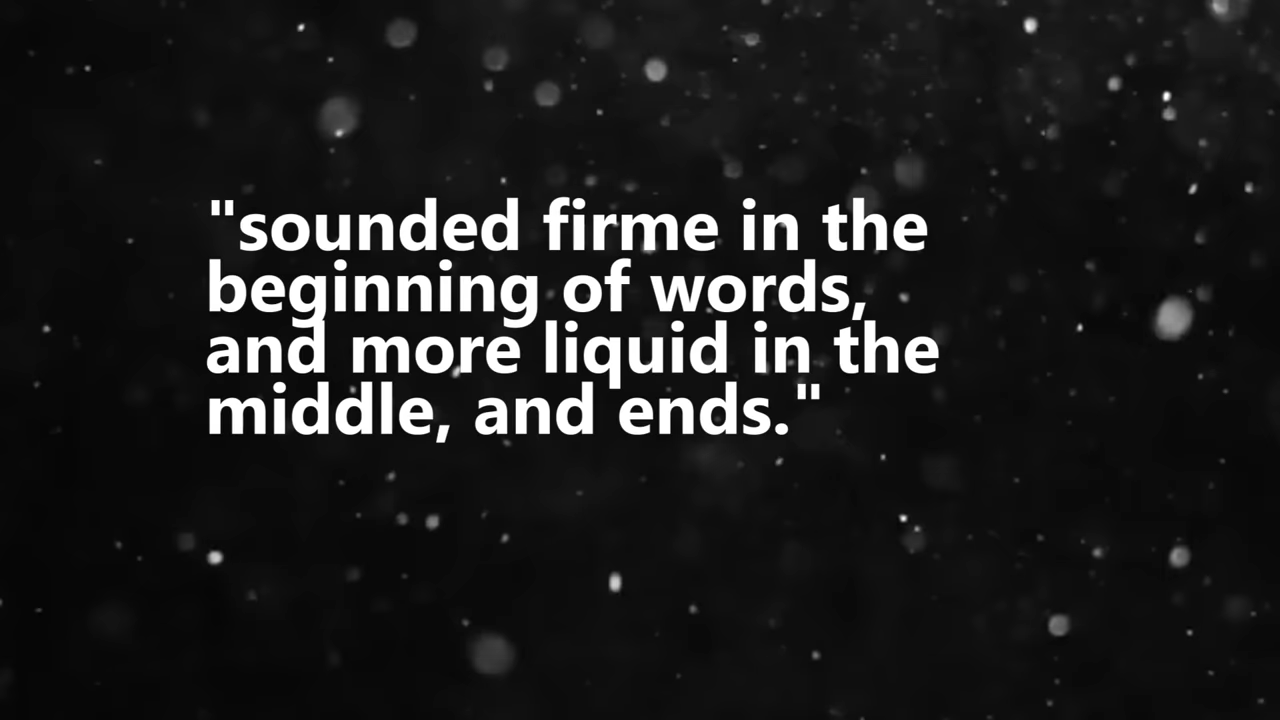 "sounded firme in the
beginning of words,
and more liquid in the
middle, and ends."